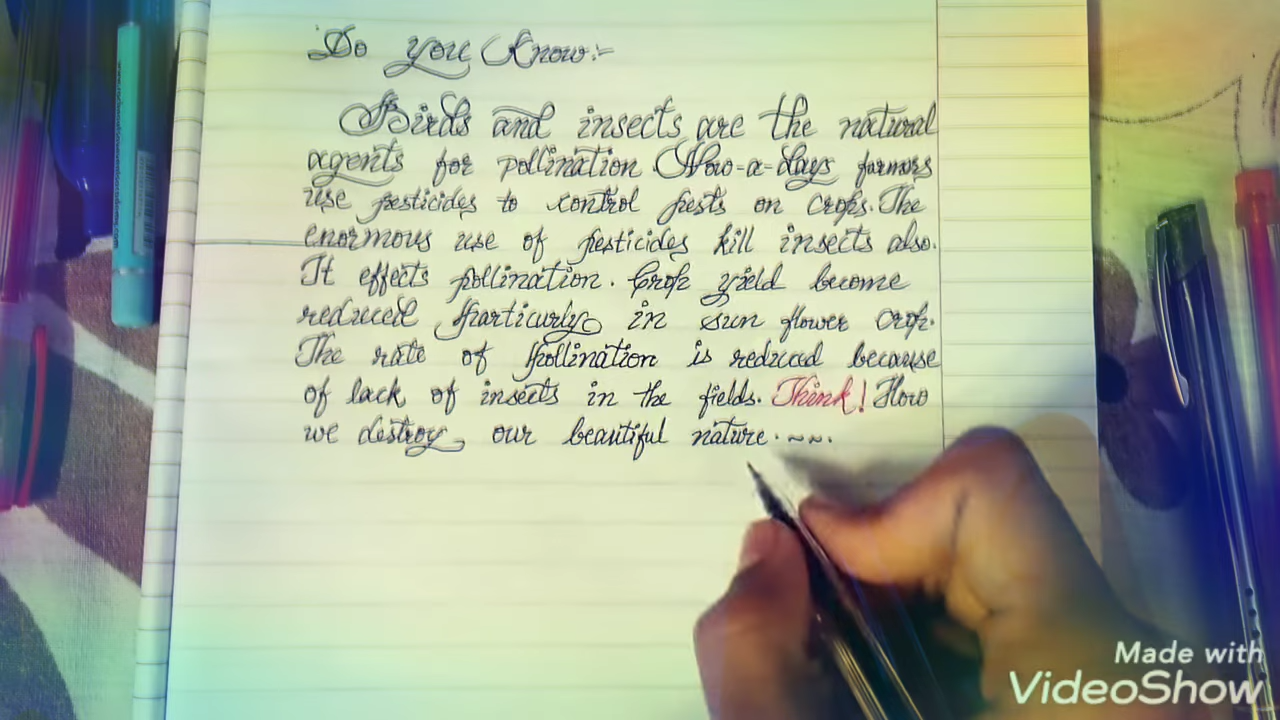 Do you Know:-
Birds and insects are the natural
agents for pollination. Now-a-days farmers
use pesticides to control pests on crops. The
enormous use of pesticides kill insects also.
It effects pollination. Crop yield become
reduced particurly in sun flower crop.
The rate of pollination is reduced because
of lack of insects in the fields. Think! How
we destroy our beautiful nature. ~~.
Made with
VideoShow